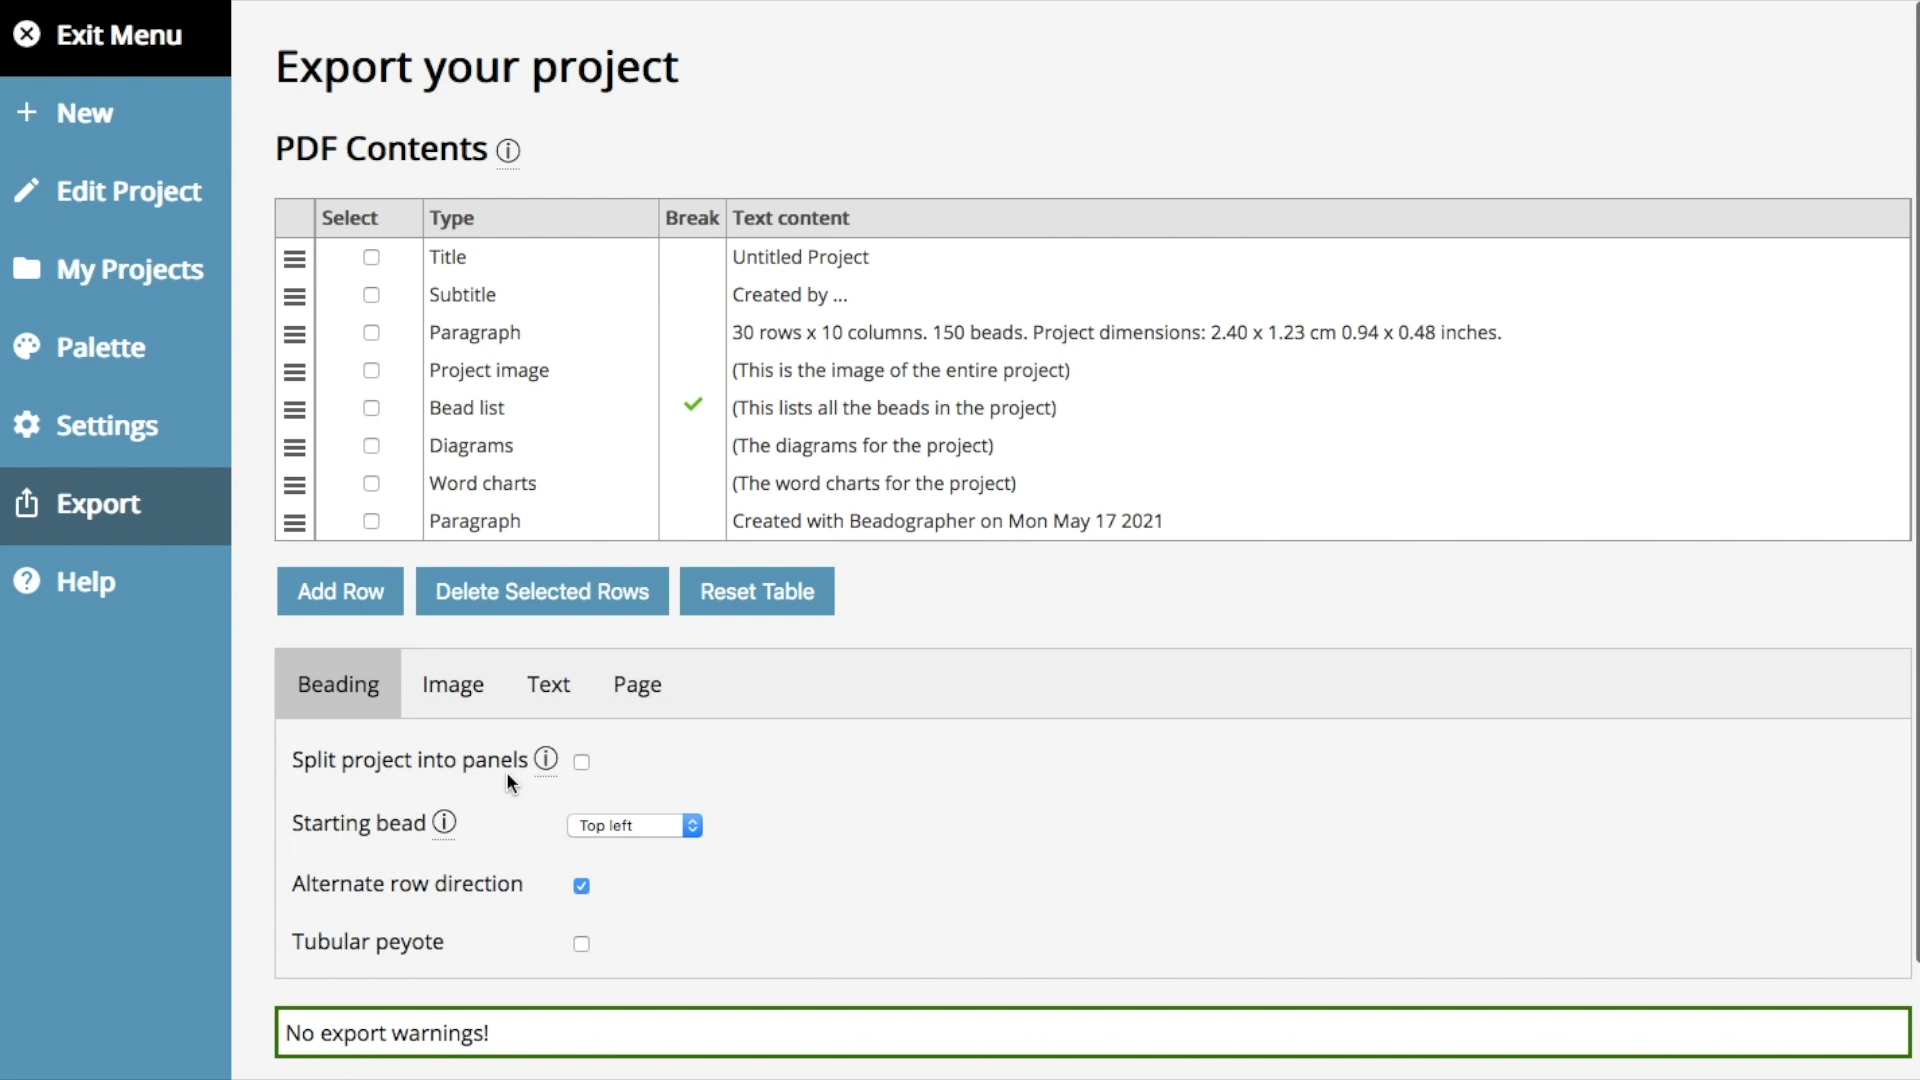 Exit Menu
New
Edit Project
My Projects
Palette
Settings
Export
Help
Export your project
PDF Contents
Select Type Break Text content
Title Untitled Project
Subtitle Created by ...
Paragraph 30 rows x 10 columns. 150 beads. Project dimensions: 2.40 x 1.23 cm 0.94 x 0.48 inches.
Project image (This is the image of the entire project)
Bead list (This lists all the beads in the project)
Diagrams (The diagrams for the project)
Word charts (The word charts for the project)
Paragraph Created with Beadographer on Mon May 17 2021
Add Row Delete Selected Rows Reset Table
Beading Image Text Page
Split project into panels
Starting bead Top left
Alternate row direction
Tubular peyote
No export warnings!